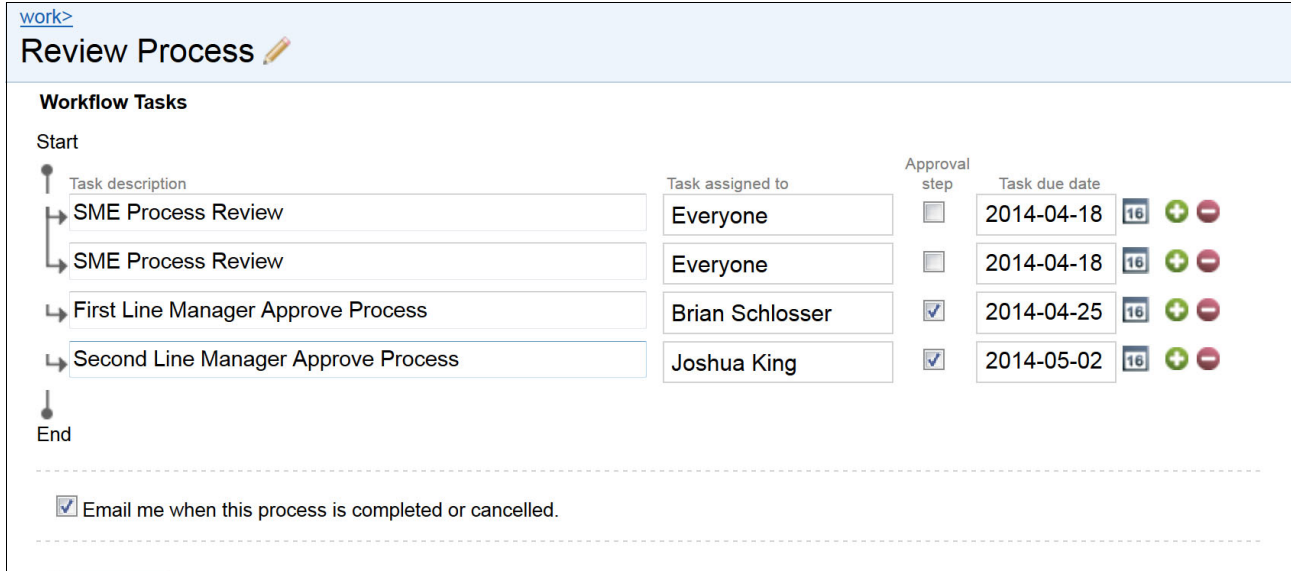 work>
Review Process
Workflow Tasks
Start
Approval
Task description Task assigned to step Task due date
SME Process Review Everyone 2014-04-18 16
SME Process Review Everyone 2014-04-18 16
First Line Manager Approve Process Brian Schlosser 2014-04-25 16
Second Line Manager Approve Process Joshua King 2014-05-02 16
End
Email me when this process is completed or cancelled.